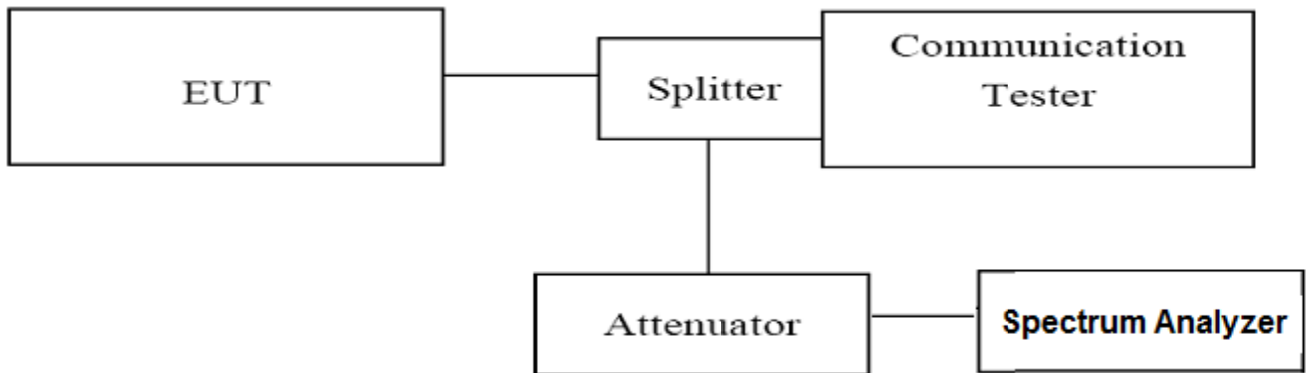 EUT
Splitter
Communication
Tester
Attenuator
Spectrum Analyzer